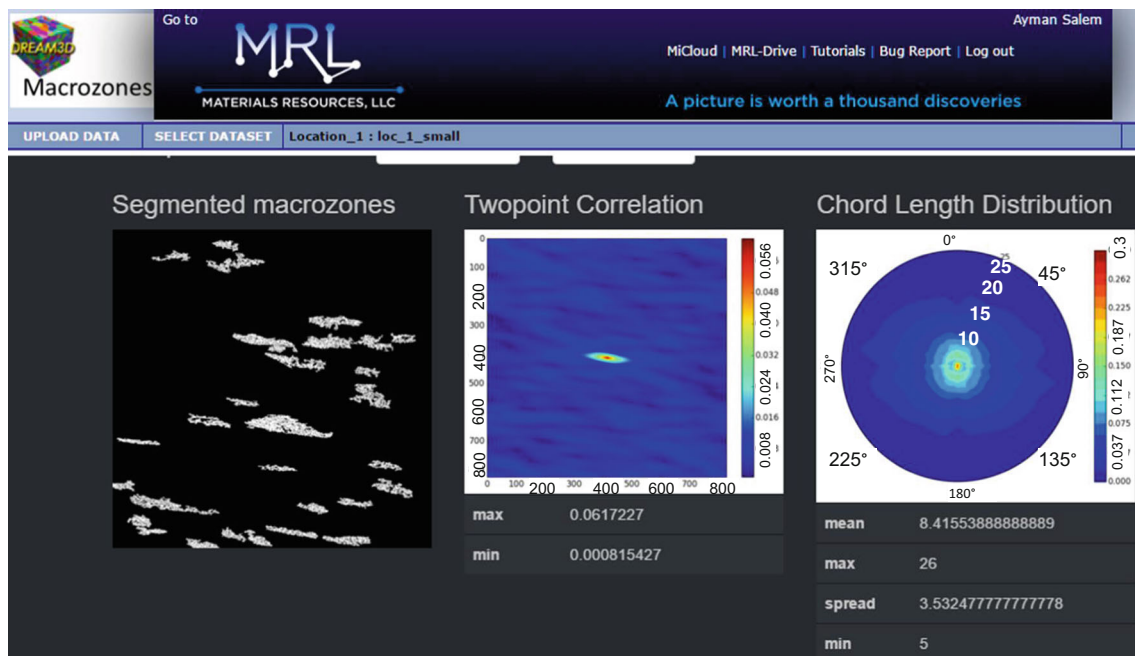 DREAM3D
Macrozones
Go to
MRL
MATERIALS RESOURCES, LLC
Ayman Salem
MiCloud | MRL-Drive | Tutorials | Bug Report | Log out
A picture is worth a thousand discoveries
UPLOAD DATA
SELECT DATASET
Location_1 : loc_1_small
Segmented macrozones
Twopoint Correlation
0
100
200
300
400
500
600
700
800
0
100
200
300
400
500
600
700
800
0.056
0.048
0.040
0.032
0.024
0.016
0.008
max 0.0617227
min 0.000815427
Chord Length Distribution
0°
45°
90°
135°
180°
225°
270°
315°
25
25
20
15
10
0.3
0.262
0.225
0.187
0.150
0.112
0.075
0.037
0.000
mean 8.41553888888889
max 26
spread 3.532477777777778
min 5